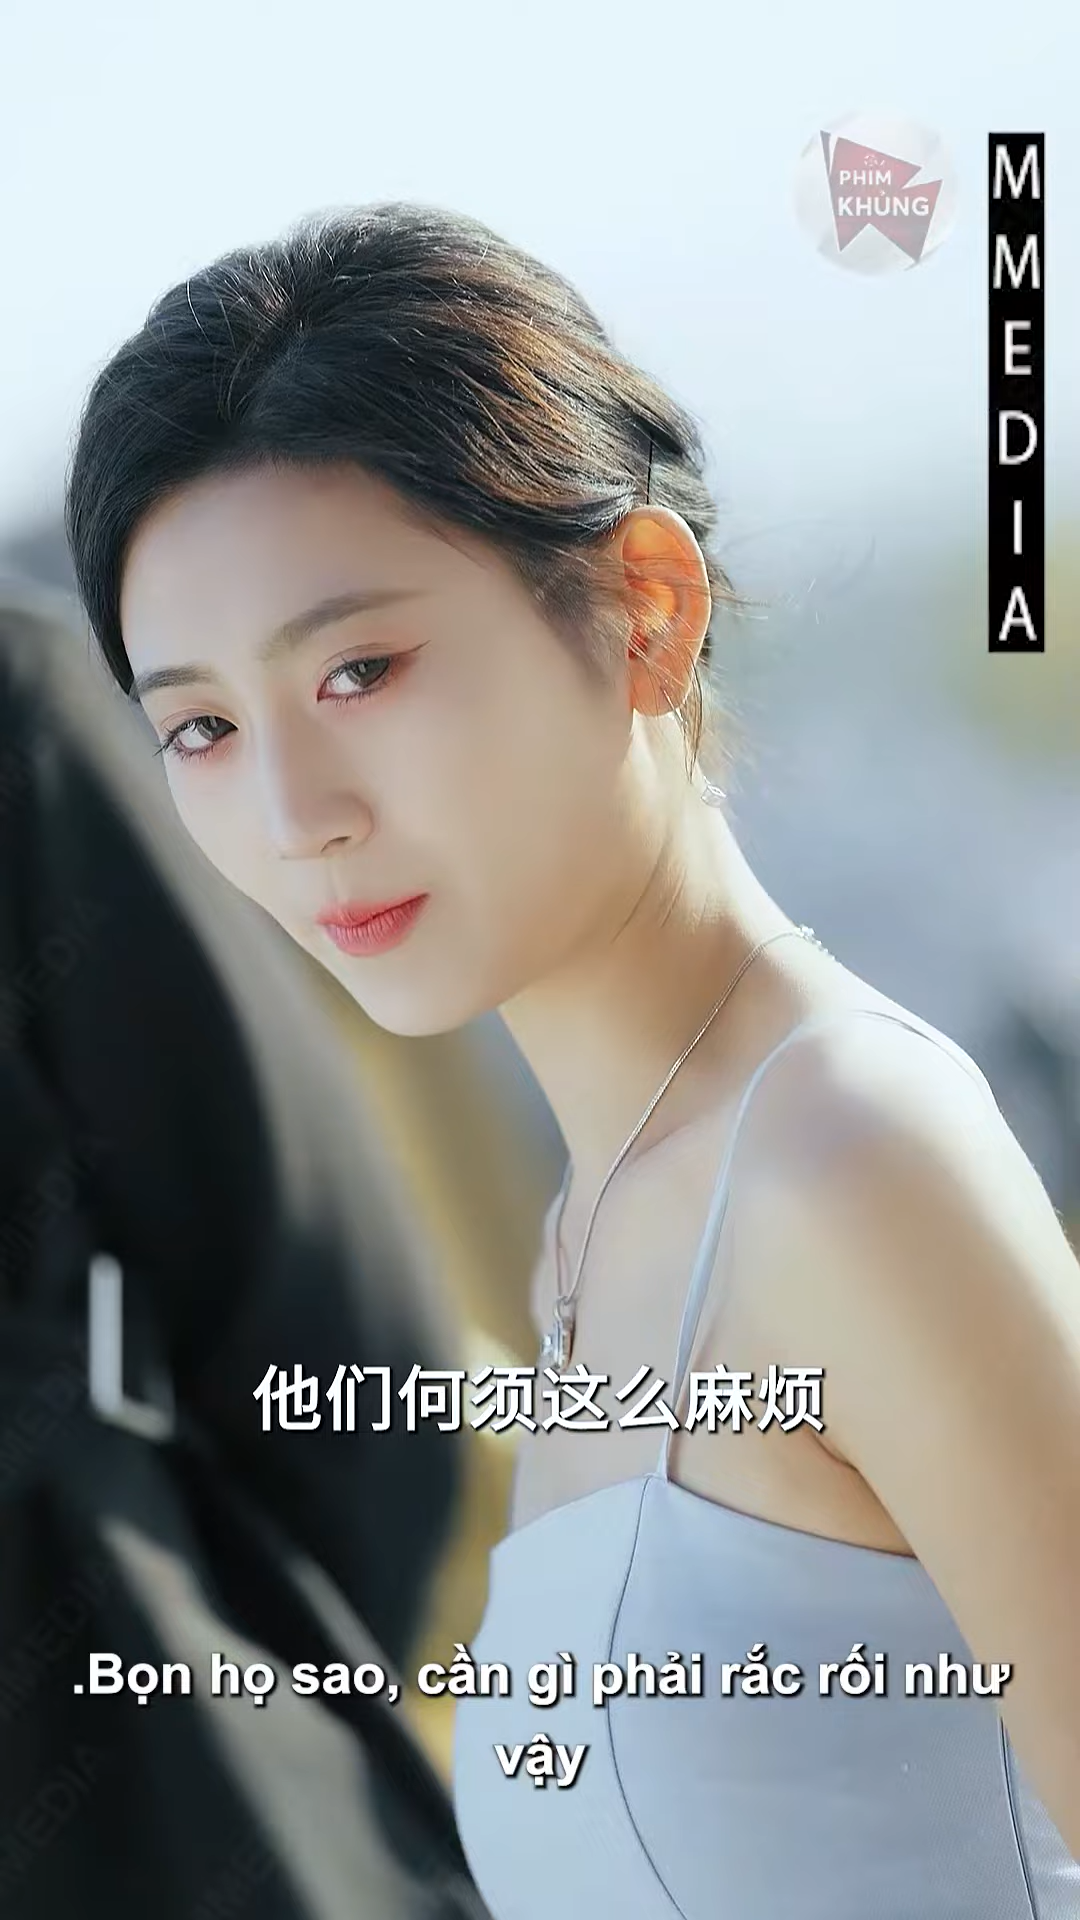 PHIM
KHỦNG
MMEDIA
他们何须这么麻烦
.Bọn họ sao, cần gì phải rắc rối như
vậy